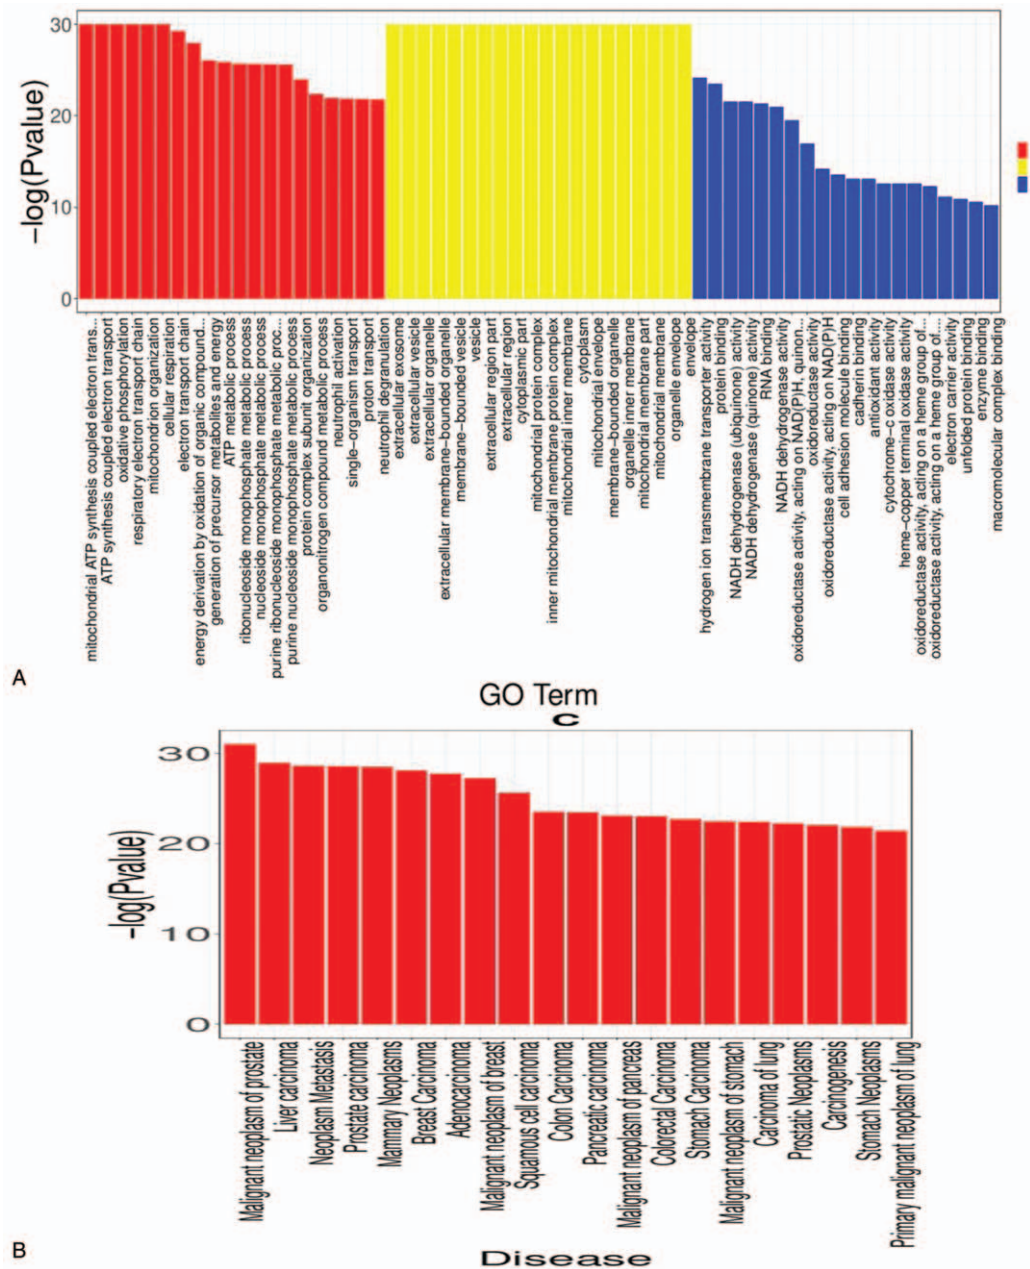 30
20
10
0
−log(Pvalue)
mitochondrial ATP synthesis coupled electron trans...
ATP synthesis coupled electron transport
oxidative phosphorylation
respiratory electron transport chain
mitochondrion organization
cellular respiration
electron transport chain
energy derivation by oxidation of organic compound...
generation of precursor metabolites and energy
ATP metabolic process
ribonucleoside monophosphate metabolic process
nucleoside monophosphate metabolic process
purine ribonucleoside monophosphate metabolic proc...
purine nucleoside monophosphate metabolic process
protein complex subunit organization
organonitrogen compound metabolic process
neutrophil activation
single−organism transport
proton transport
neutrophil degranulation
extracellular exosome
extracellular vesicle
extracellular organelle
extracellular membrane−bounded organelle
membrane−bounded vesicle
vesicle
extracellular region part
extracellular region
cytoplasmic part
mitochondrial protein complex
inner mitochondrial membrane protein complex
mitochondrial inner membrane
cytoplasm
mitochondrial envelope
membrane−bounded organelle
organelle inner membrane
mitochondrial membrane part
mitochondrial membrane
organelle envelope
envelope
hydrogen ion transmembrane transporter activity
protein binding
NADH dehydrogenase (ubiquinone) activity
NADH dehydrogenase (quinone) activity
RNA binding
NADH dehydrogenase activity
oxidoreductase activity, acting on NAD(P)H, quinon...
oxidoreductase activity
oxidoreductase activity, acting on NAD(P)H
cell adhesion molecule binding
cadherin binding
antioxidant activity
cytochrome−c oxidase activity
heme−copper terminal oxidase activity
oxidoreductase activity, acting on a heme group of...
oxidoreductase activity, acting on a heme group of....
electron carrier activity
unfolded protein binding
enzyme binding
macromolecular complex binding
A
GO Term
C
30
20
10
0
-log(Pvalue)
Malignant neoplasm of prostate
Liver carcinoma
Neoplasm Metastasis
Prostate carcinoma
Mammary Neoplasms
Breast Carcinoma
Adenocarcinoma
Malignant neoplasm of breast
Squamous cell carcinoma
Colon Carcinoma
Pancreatic carcinoma
Malignant neoplasm of pancreas
Colorectal Carcinoma
Stomach Carcinoma
Malignant neoplasm of stomach
Carcinoma of lung
Prostatic Neoplasms
Carcinogenesis
Stomach Neoplasms
Primary malignant neoplasm of lung
B
Disease